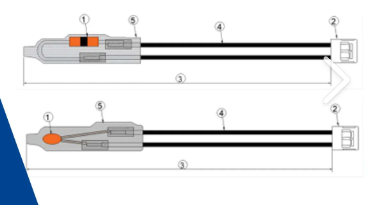 ① ⑤ ④ ②
③
① ⑤ ④ ②
③